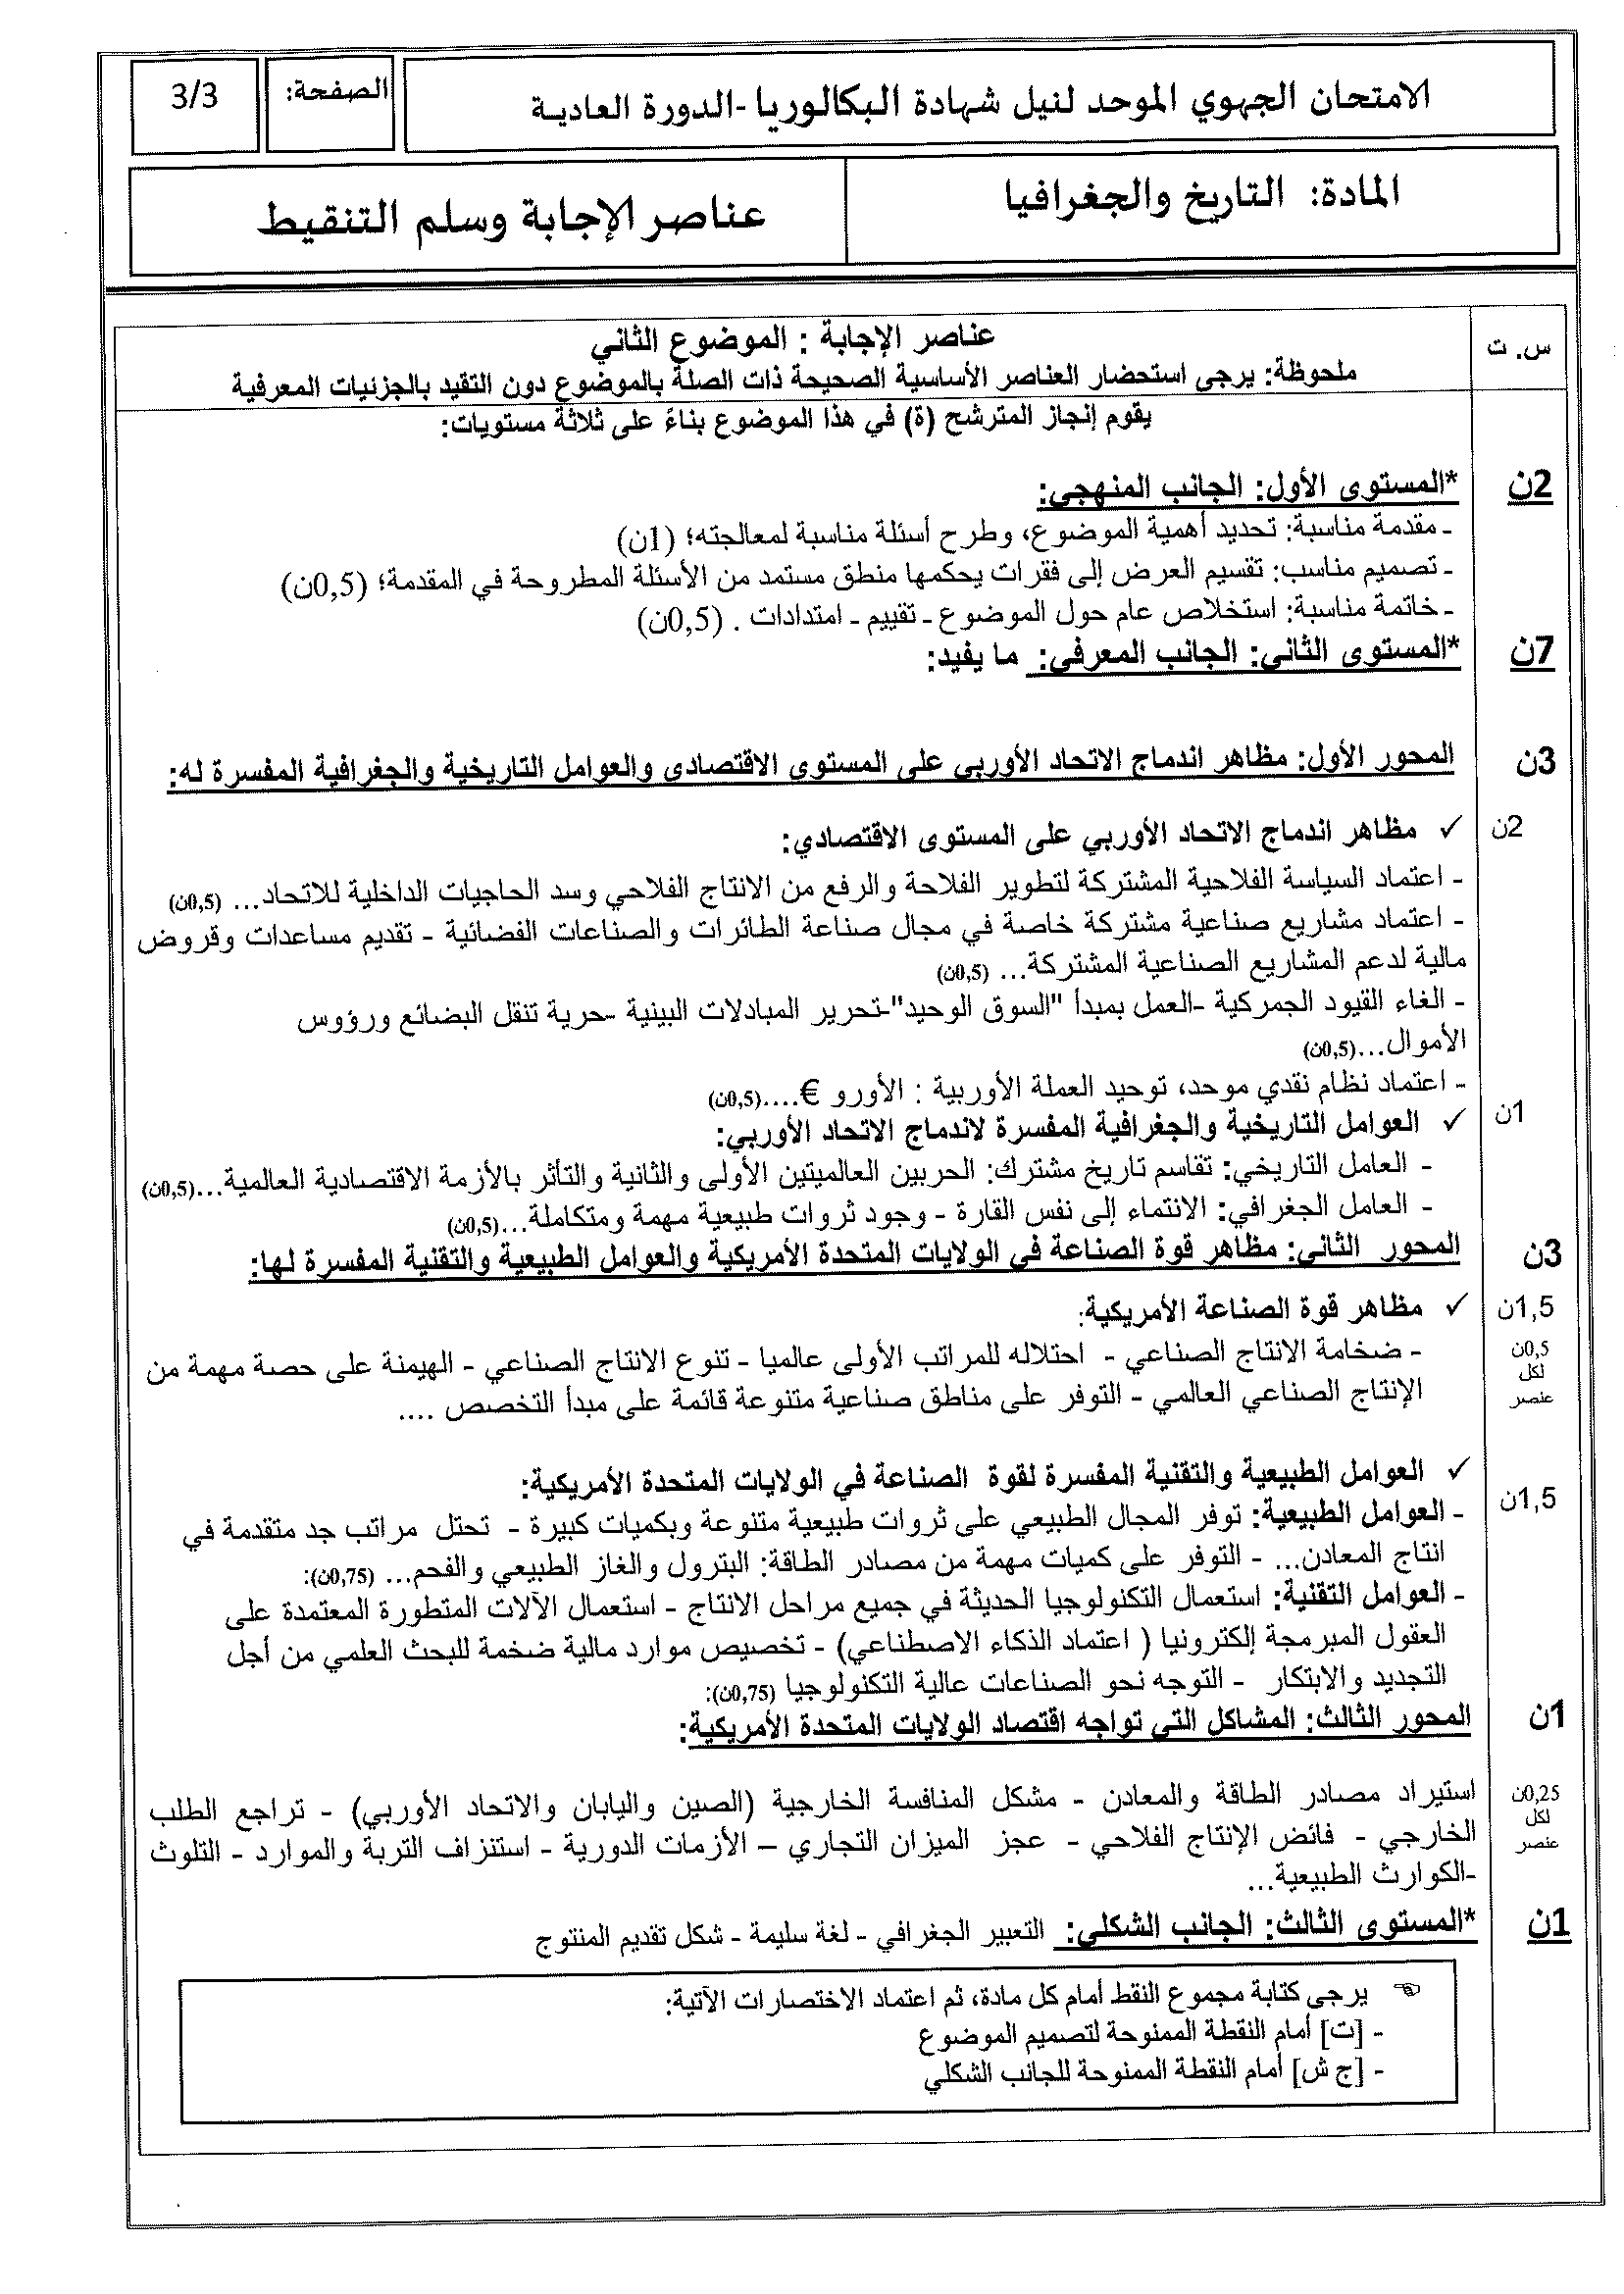 الامتحان الجهوي الموحد لنيل شهادة البكالوريا -الدورة العادية
الصفحة:
3/3
المادة: التاريخ والجغرافيا
عناصر الإجابة وسلم التنقيط
س. ت
عناصر الإجابة : الموضوع الثاني
ملحوظة: يرجى استحضار العناصر الأساسية الصحيحة ذات الصلة بالموضوع دون التقيد بالجزئيات المعرفية
يقوم إنجاز المترشح (ة) في هذا الموضوع بناءً على ثلاثة مستويات:
2ن
*المستوى الأول: الجانب المنهجي:
- مقدمة مناسبة: تحديد أهمية الموضوع، وطرح أسئلة مناسبة لمعالجته؛ (1ن)
- تصميم مناسب: تقسيم العرض إلى فقرات يحكمها منطق مستمد من الأسئلة المطروحة في المقدمة؛ (0,5ن)
- خاتمة مناسبة: استخلاص عام حول الموضوع - تقييم - امتدادات . (0,5ن)
7ن
*المستوى الثاني: الجانب المعرفي: ما يفيد:
3ن
المحور الأول: مظاهر اندماج الاتحاد الأوربي على المستوى الاقتصادي والعوامل التاريخية والجغرافية المفسرة له:
2ن
✓ مظاهر اندماج الاتحاد الأوربي على المستوى الاقتصادي:
- اعتماد السياسة الفلاحية المشتركة لتطوير الفلاحة والرفع من الانتاج الفلاحي وسد الحاجيات الداخلية للاتحاد... (0,5ن)
- اعتماد مشاريع صناعية مشتركة خاصة في مجال صناعة الطائرات والصناعات الفضائية - تقديم مساعدات وقروض
مالية لدعم المشاريع الصناعية المشتركة... (0,5ن)
- الغاء القيود الجمركية -العمل بمبدأ "السوق الوحيد"-تحرير المبادلات البينية -حرية تنقل البضائع ورؤوس
الأموال...(0,5ن)
- اعتماد نظام نقدي موحد، توحيد العملة الأوربية : الأورو €....(0,5ن)
1ن
✓ العوامل التاريخية والجغرافية المفسرة لاندماج الاتحاد الأوربي:
- العامل التاريخي: تقاسم تاريخ مشترك: الحربين العالميتين الأولى والثانية والتأثر بالأزمة الاقتصادية العالمية...(0,5ن)
- العامل الجغرافي: الانتماء إلى نفس القارة - وجود ثروات طبيعية مهمة ومتكاملة...(0,5ن)
3ن
المحور الثاني: مظاهر قوة الصناعة في الولايات المتحدة الأمريكية والعوامل الطبيعية والتقنية المفسرة لها:
1,5ن
✓ مظاهر قوة الصناعة الأمريكية:
0,5ن
لكل
عنصر
- ضخامة الانتاج الصناعي - احتلاله للمراتب الأولى عالميا - تنوع الانتاج الصناعي - الهيمنة على حصة مهمة من
الإنتاج الصناعي العالمي - التوفر على مناطق صناعية متنوعة قائمة على مبدأ التخصص ....
1,5ن
✓ العوامل الطبيعية والتقنية المفسرة لقوة الصناعة في الولايات المتحدة الأمريكية:
- العوامل الطبيعية: توفر المجال الطبيعي على ثروات طبيعية متنوعة وبكميات كبيرة - تحتل مراتب جد متقدمة في
انتاج المعادن... - التوفر على كميات مهمة من مصادر الطاقة: البترول والغاز الطبيعي والفحم... (0,75ن):
- العوامل التقنية: استعمال التكنولوجيا الحديثة في جميع مراحل الانتاج - استعمال الآلات المتطورة المعتمدة على
العقول المبرمجة إلكترونيا ( اعتماد الذكاء الاصطناعي) - تخصيص موارد مالية ضخمة للبحث العلمي من أجل
التجديد والابتكار - التوجه نحو الصناعات عالية التكنولوجيا (0,75ن):
1ن
المحور الثالث: المشاكل التي تواجه اقتصاد الولايات المتحدة الأمريكية:
0,25ن
لكل
عنصر
استيراد مصادر الطاقة والمعادن - مشكل المنافسة الخارجية (الصين واليابان والاتحاد الأوربي) - تراجع الطلب
الخارجي - فائض الإنتاج الفلاحي - عجز الميزان التجاري – الأزمات الدورية - استنزاف التربة والموارد - التلوث
-الكوارث الطبيعية...
1ن
*المستوى الثالث: الجانب الشكلي: التعبير الجغرافي - لغة سليمة - شكل تقديم المنتوج
☜ يرجى كتابة مجموع النقط أمام كل مادة، ثم اعتماد الاختصارات الآتية:
- [ت] أمام النقطة الممنوحة لتصميم الموضوع
- [ج ش] أمام النقطة الممنوحة للجانب الشكلي